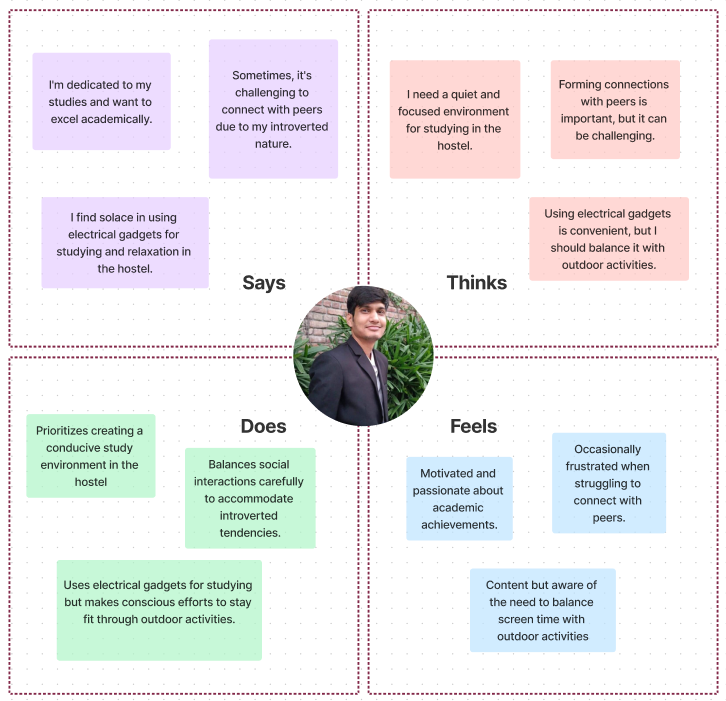 I'm dedicated to my
studies and want to
excel academically.
Sometimes, it's
challenging to
connect with peers
due to my introverted
nature.
I find solace in using
electrical gadgets for
studying and relaxation in
the hostel.
Says
I need a quiet and
focused environment
for studying in the
hostel.
Forming connections
with peers is
important, but it can
be challenging.
Using electrical gadgets
is convenient, but I
should balance it with
outdoor activities.
Thinks
Does
Prioritizes creating a
conducive study
environment in the
hostel
Balances social
interactions carefully
to accommodate
introverted
tendencies.
Uses electrical gadgets for studying
but makes conscious efforts to stay
fit through outdoor activities.
Feels
Motivated and
passionate about
academic
achievements.
Occasionally
frustrated when
struggling to
connect with
peers.
Content but aware of
the need to balance
screen time with
outdoor activities